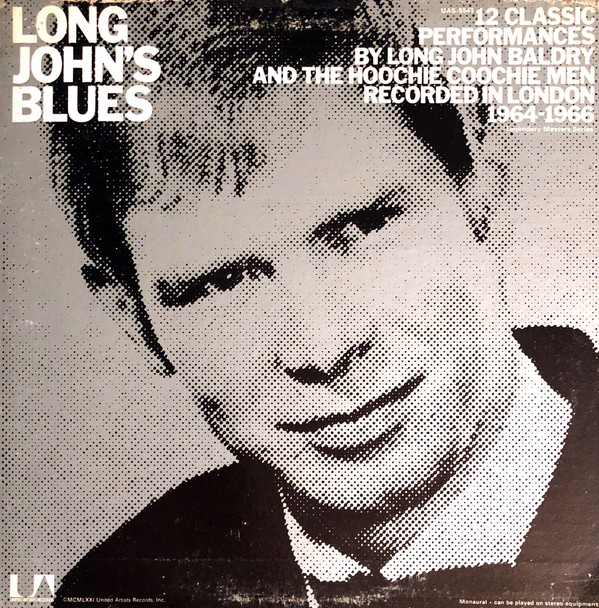 LONG
JOHN'S
BLUES
UAS-5543
12 CLASSIC
PERFORMANCES
BY LONG JOHN BALDRY
AND THE HOOCHIE COOCHIE MEN
RECORDED IN LONDON
1964-1966
Legendary Masters Series
UA
©MCMLXXI United Artists Records, Inc.
Monaural - can be played on stereo equipment